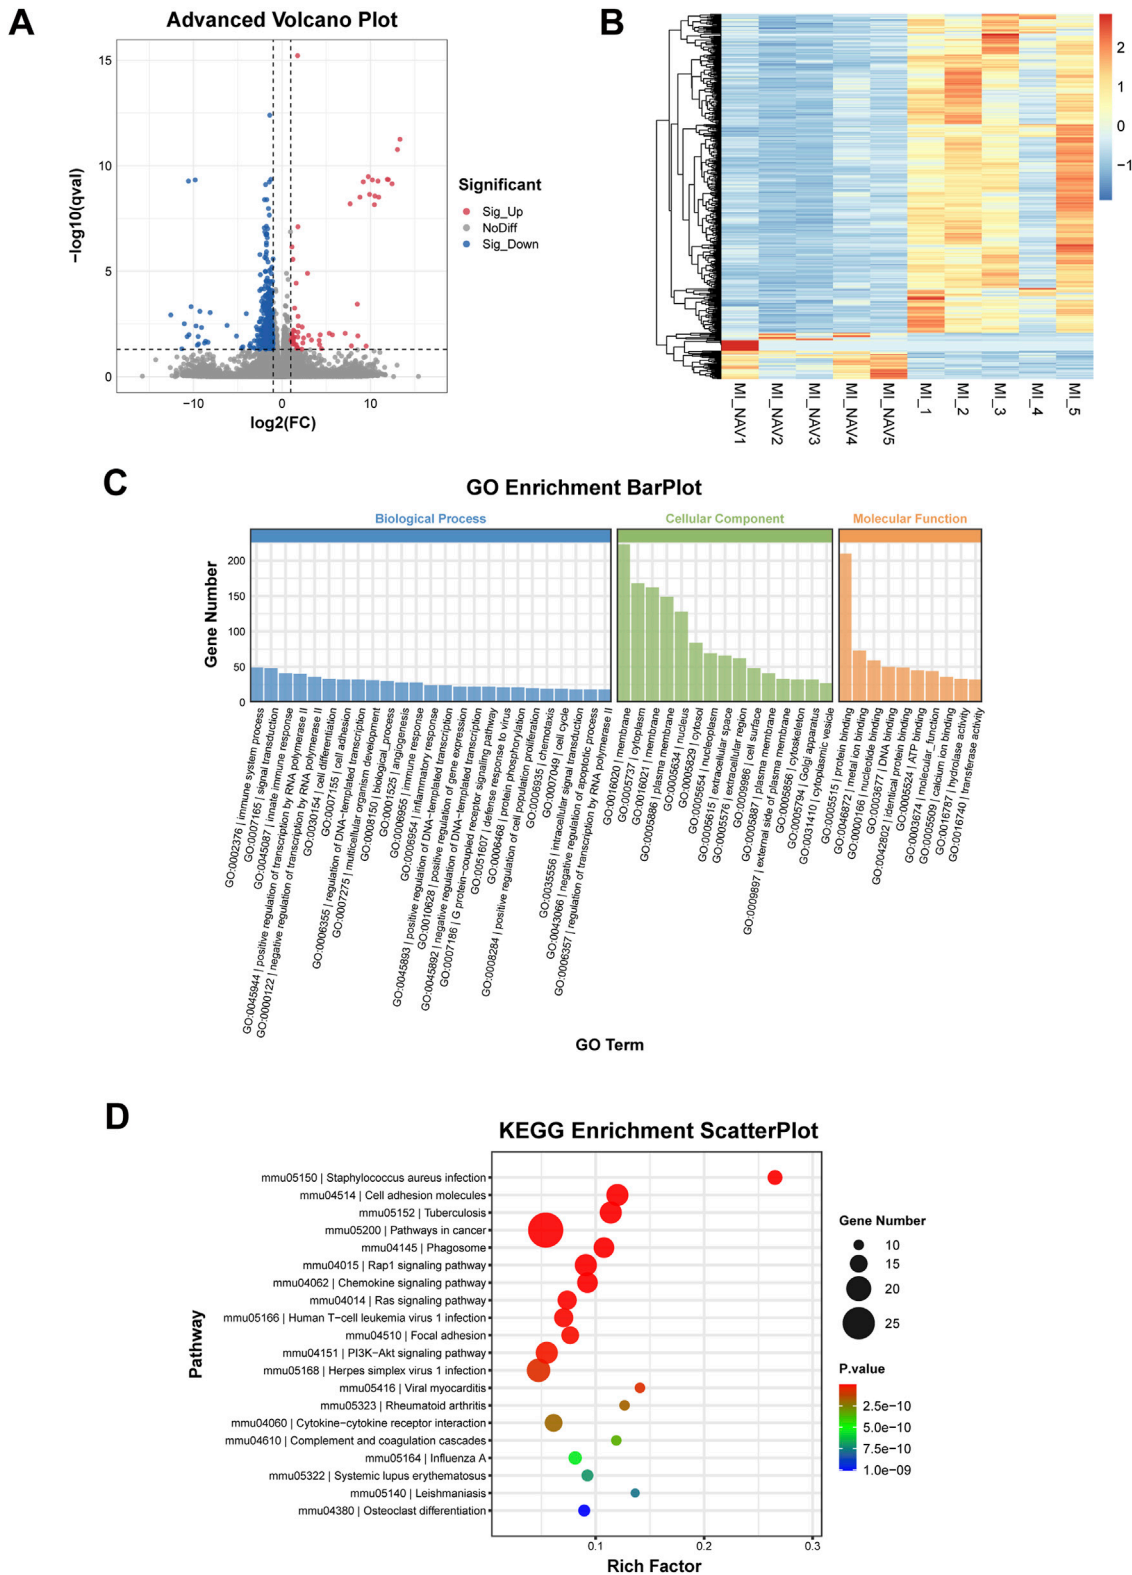 A
Advanced Volcano Plot
−log10(qval)
15
10
5
0
−10
0
10
log2(FC)
Significant
Sig_Up
NoDiff
Sig_Down
B
2
1
0
−1
MI_NAV1
MI_NAV2
MI_NAV3
MI_NAV4
MI_NAV5
MI_1
MI_2
MI_3
MI_4
MI_5
C
GO Enrichment BarPlot
Biological Process
Cellular Component
Molecular Function
Gene Number
200
150
100
50
0
GO:0002376 | immune system process
GO:0007165 | signal transduction
GO:0045087 | innate immune response
GO:0045944 | positive regulation of transcription by RNA polymerase II
GO:0000122 | negative regulation of transcription by RNA polymerase II
GO:0030154 | cell differentiation
GO:0007155 | cell adhesion
GO:0006355 | regulation of DNA−templated transcription
GO:0007275 | multicellular organism development
GO:0008150 | biological_process
GO:0001525 | angiogenesis
GO:0006955 | immune response
GO:0006954 | inflammatory response
GO:0045893 | positive regulation of DNA−templated transcription
GO:0010628 | positive regulation of gene expression
GO:0045892 | negative regulation of DNA−templated transcription
GO:0007186 | G protein−coupled receptor signaling pathway
GO:0051607 | defense response to virus
GO:0006468 | protein phosphorylation
GO:0008284 | positive regulation of cell population proliferation
GO:0006935 | chemotaxis
GO:0007049 | cell cycle
GO:0035556 | intracellular signal transduction
GO:0043066 | negative regulation of apoptotic process
GO:0006357 | regulation of transcription by RNA polymerase II
GO:0016020 | membrane
GO:0005737 | cytoplasm
GO:0016021 | membrane
GO:0005886 | plasma membrane
GO:0005634 | nucleus
GO:0005829 | cytosol
GO:0005654 | nucleoplasm
GO:0005615 | extracellular space
GO:0005576 | extracellular region
GO:0009986 | cell surface
GO:0005887 | plasma membrane
GO:0009897 | external side of plasma membrane
GO:0005856 | cytoskeleton
GO:0005794 | Golgi apparatus
GO:0031410 | cytoplasmic vesicle
GO:0005515 | protein binding
GO:0046872 | metal ion binding
GO:0000166 | nucleotide binding
GO:0003677 | DNA binding
GO:0042802 | identical protein binding
GO:0005524 | ATP binding
GO:0003674 | molecular_function
GO:0005509 | calcium ion binding
GO:0016787 | hydrolase activity
GO:0016740 | transferase activity
GO Term
D
KEGG Enrichment ScatterPlot
Pathway
mmu05150 | Staphylococcus aureus infection
mmu04514 | Cell adhesion molecules
mmu05152 | Tuberculosis
mmu05200 | Pathways in cancer
mmu04145 | Phagosome
mmu04015 | Rap1 signaling pathway
mmu04062 | Chemokine signaling pathway
mmu04014 | Ras signaling pathway
mmu05166 | Human T−cell leukemia virus 1 infection
mmu04510 | Focal adhesion
mmu04151 | PI3K−Akt signaling pathway
mmu05168 | Herpes simplex virus 1 infection
mmu05416 | Viral myocarditis
mmu05323 | Rheumatoid arthritis
mmu04060 | Cytokine−cytokine receptor interaction
mmu04610 | Complement and coagulation cascades
mmu05164 | Influenza A
mmu05322 | Systemic lupus erythematosus
mmu05140 | Leishmaniasis
mmu04380 | Osteoclast differentiation
0.1
0.2
0.3
Rich Factor
Gene Number
10
15
20
25
P.value
2.5e−10
5.0e−10
7.5e−10
1.0e−09